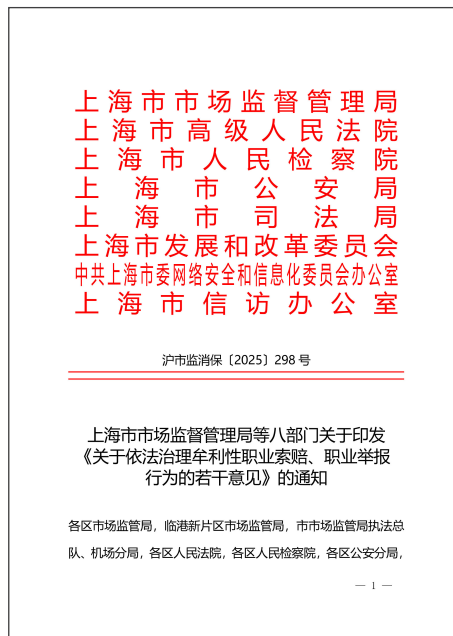 上海市市场监督管理局
上海市高级人民法院
上海市人民检察院
上海市公安局
上海市司法局
上海市发展和改革委员会
中共上海市委网络安全和信息化委员会办公室
上海市信访办公室
沪市监消保〔2025〕298 号
上海市市场监督管理局等八部门关于印发
《关于依法治理牟利性职业索赔、职业举报
行为的若干意见》的通知
各区市场监管局，临港新片区市场监管局，市市场监管局执法总
队、机场分局，各区人民法院，各区人民检察院，各区公安分局，
— 1 —